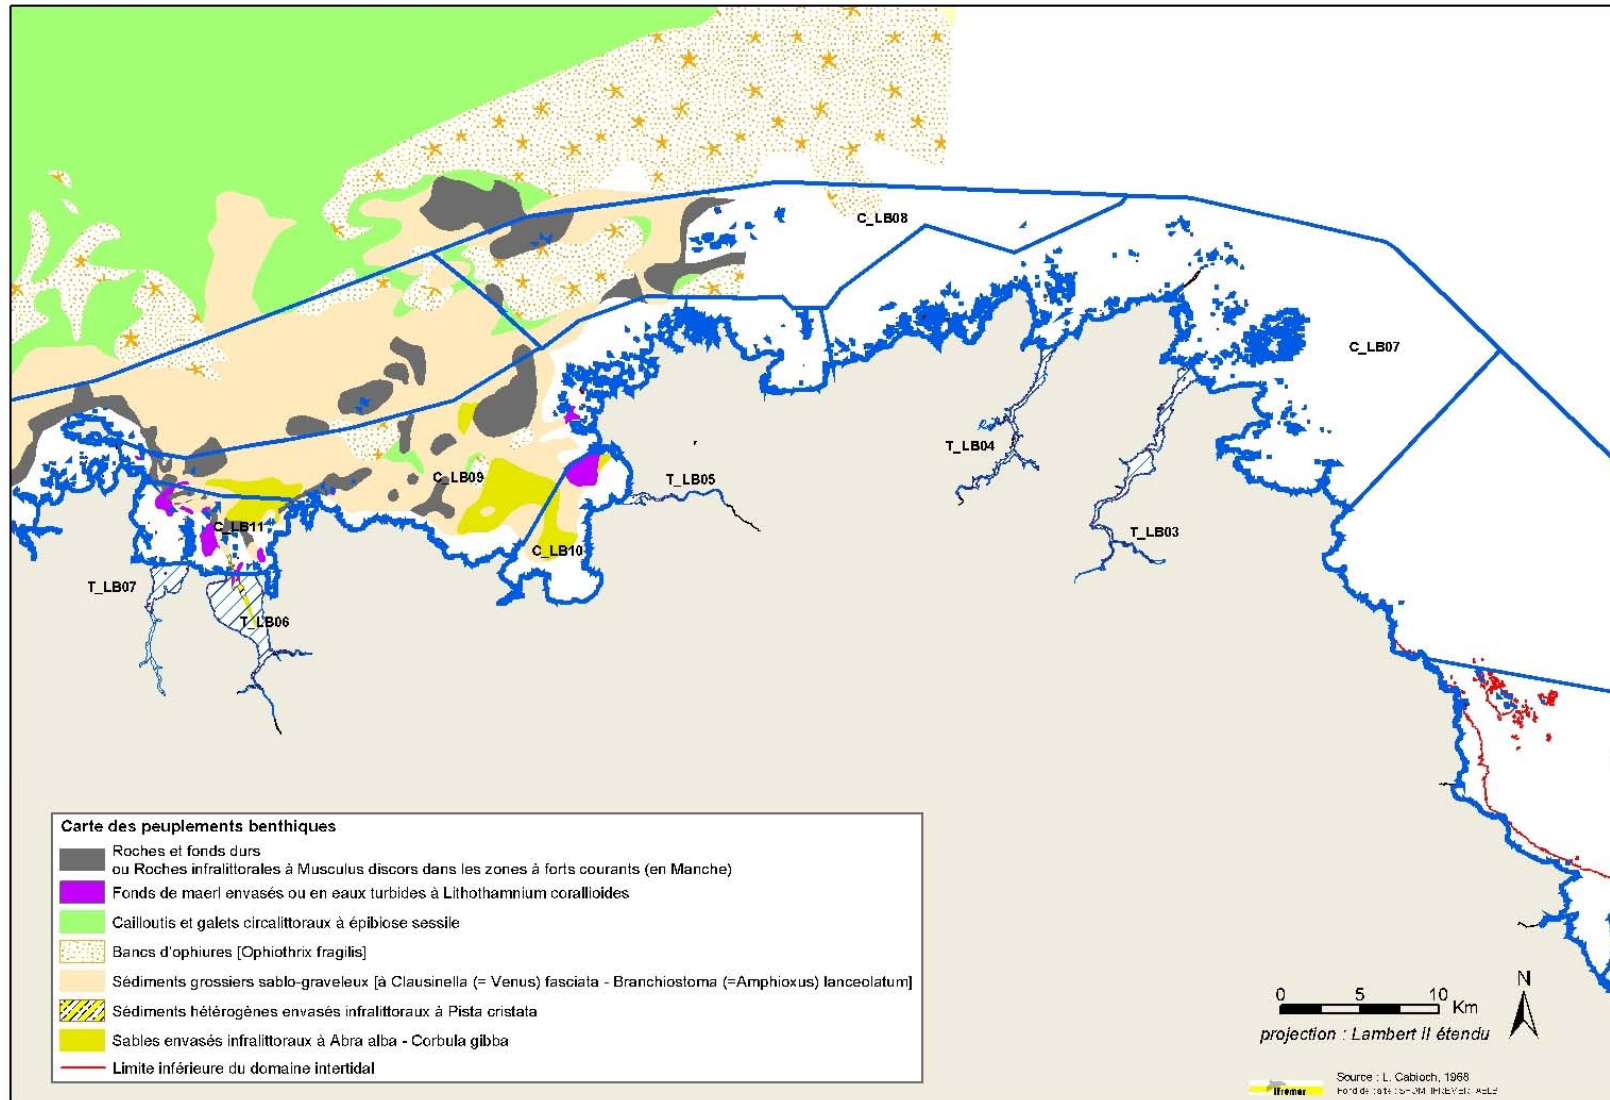 C_LB08
C_LB07
C_LB09
T_LB05
T_LB04
T_LB03
C_LB11
C_LB10
T_LB07
T_LB06
Carte des peuplements benthiques
Roches et fonds durs
ou Roches infralittorales à Musculus discors dans les zones à forts courants (en Manche)
Fonds de maerl envasés ou en eaux turbides à Lithothamnium corallioides
Cailloutis et galets circalittoraux à épibiose sessile
Bancs d'ophiures [Ophiothrix fragilis]
Sédiments grossiers sablo-graveleux [à Clausinella (= Venus) fasciata - Branchiostoma (=Amphioxus) lanceolatum]
Sédiments hétérogènes envasés infralittoraux à Pista cristata
Sables envasés infralittoraux à Abra alba - Corbula gibba
Limite inférieure du domaine intertidal
N
0 5 10 Km
projection : Lambert II étendu
Ifremer
Source : L. Cabioch, 1968